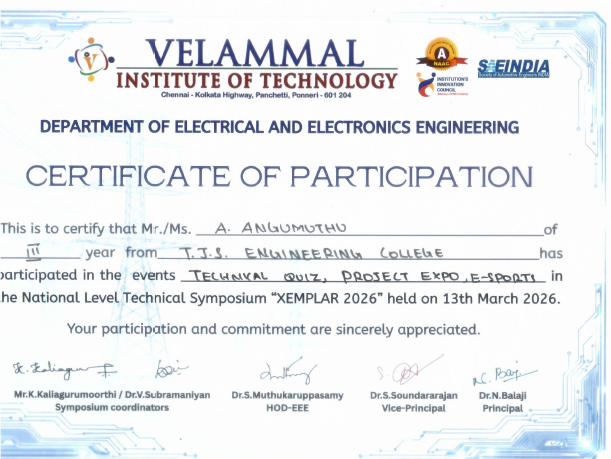 VELAMMAL
INSTITUTE OF TECHNOLOGY
Chennai - Kolkata Highway, Panchetti, Ponneri - 601 204
A
NAAC
INSTITUTION'S
INNOVATION
COUNCIL
SAEINDIA
Society of Automotive Engineers INDIA
DEPARTMENT OF ELECTRICAL AND ELECTRONICS ENGINEERING
CERTIFICATE OF PARTICIPATION
This is to certify that Mr./Ms. A. ANGUMUTHU of
III year from T.J.S. ENGINEERING COLLEGE has
participated in the events TECHNICAL QUIZ, PROJECT EXPO, E-SPORTS in
he National Level Technical Symposium "XEMPLAR 2026" held on 13th March 2026.
Your participation and commitment are sincerely appreciated.
Mr.K.Kaliagurumoorthi / Dr.V.Subramaniyan
Symposium coordinators
Dr.S.Muthukaruppasamy
HOD-EEE
S.Soundararajan
Vice-Principal
Dr.N.Balaji
Principal